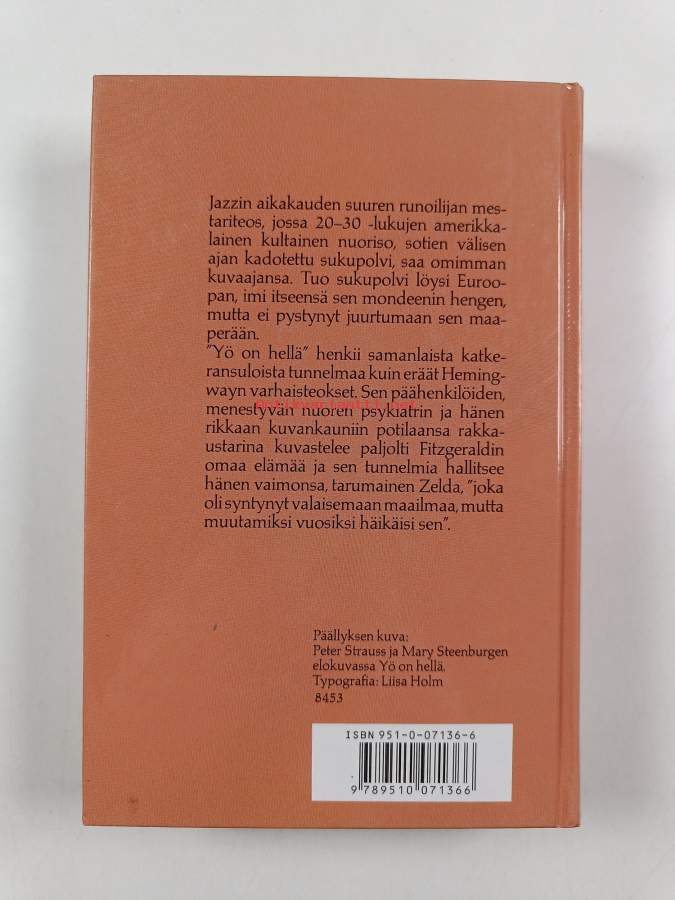 Jazzin aikakauden suuren runoilijan mes-
tariteos, jossa 20–30 -lukujen amerikka-
lainen kultainen nuoriso, sotien välisen
ajan kadotettu sukupolvi, saa omimman
kuvaajansa. Tuo sukupolvi löysi Euroo-
pan, imi itseensä sen mondeenin hengen,
mutta ei pystynyt juurtumaan sen maa-
perään.
"Yö on hellä" henkii samanlaista katke-
ransuloista tunnelmaa kuin eräät Heming-
wayn varhaisteokset. Sen päähenkilöiden,
menestyvän nuoren psykiatrin ja hänen
rikkaan kuvankauniin potilaansa rakka-
ustarina kuvastelee paljolti Fitzgeraldin
omaa elämää ja sen tunnelmia hallitsee
hänen vaimonsa, tarumainen Zelda, "joka
oli syntynyt valaisemaan maailmaa, mutta
muutamiksi vuosiksi häikäisi sen".
Päällyksen kuva:
Peter Strauss ja Mary Steenburgen
elokuvassa Yö on hellä.
Typografia: Liisa Holm
8453
ISBN 951-0-07136-6
9 789510 071366